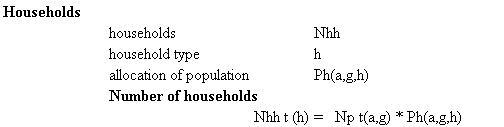 Households
households Nhh
household type h
allocation of population Ph(a,g,h)
Number of households
Nhh t (h) = Np t(a,g) * Ph(a,g,h)